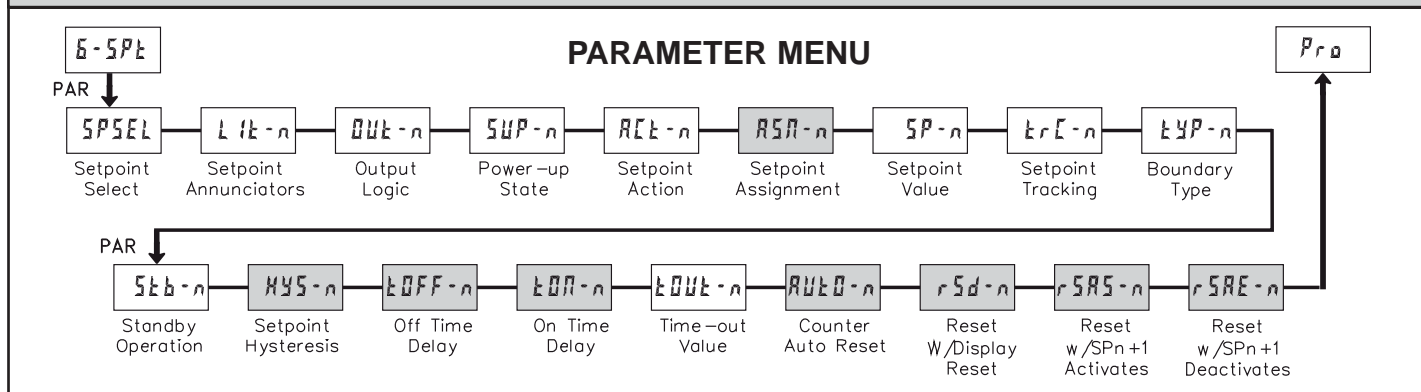 6-SPt
PARAMETER MENU
Pro
PAR
SPSEL
LIt-n
OUt-n
SUP-n
ACt-n
ASN-n
SP-n
trC-n
tYP-n
Setpoint Select
Setpoint Annunciators
Output Logic
Power-up State
Setpoint Action
Setpoint Assignment
Setpoint Value
Setpoint Tracking
Boundary Type
PAR
Stb-n
HYS-n
tOFF-n
tON-n
tOUt-n
AUtO-n
rSd-n
rSAS-n
rSAE-n
Standby Operation
Setpoint Hysteresis
Off Time Delay
On Time Delay
Time-out Value
Counter Auto Reset
Reset W/Display Reset
Reset w/SPn+1 Activates
Reset w/SPn+1 Deactivates